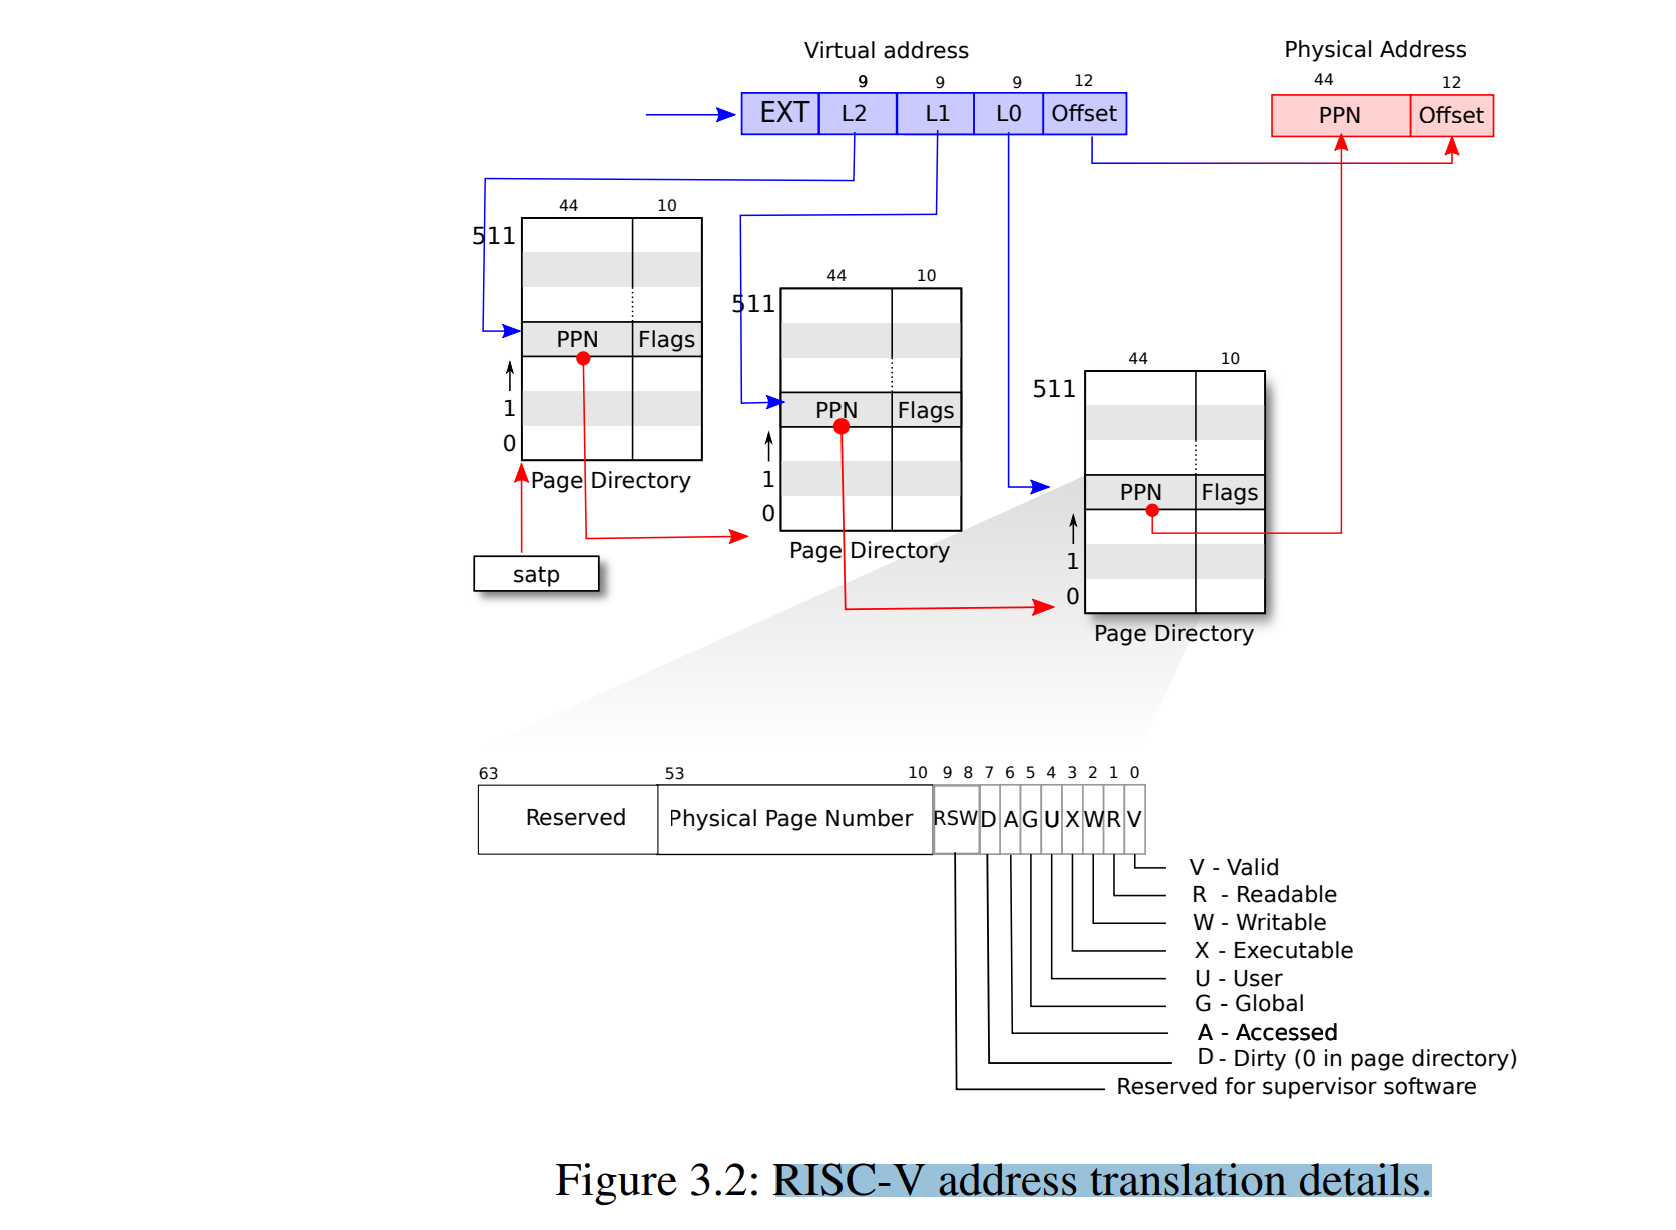 Virtual address
Physical Address
9 9 9 12
44 12
EXT L2 L1 L0 Offset
PPN Offset
44 10
511
PPN Flags
1
0
Page Directory
satp
44 10
511
PPN Flags
1
0
Page Directory
44 10
511
PPN Flags
1
0
Page Directory
63 53 10 9 8 7 6 5 4 3 2 1 0
Reserved Physical Page Number RSW D A G U X W R V
V - Valid
R - Readable
W - Writable
X - Executable
U - User
G - Global
A - Accessed
D - Dirty (0 in page directory)
Reserved for supervisor software
Figure 3.2: RISC-V address translation details.